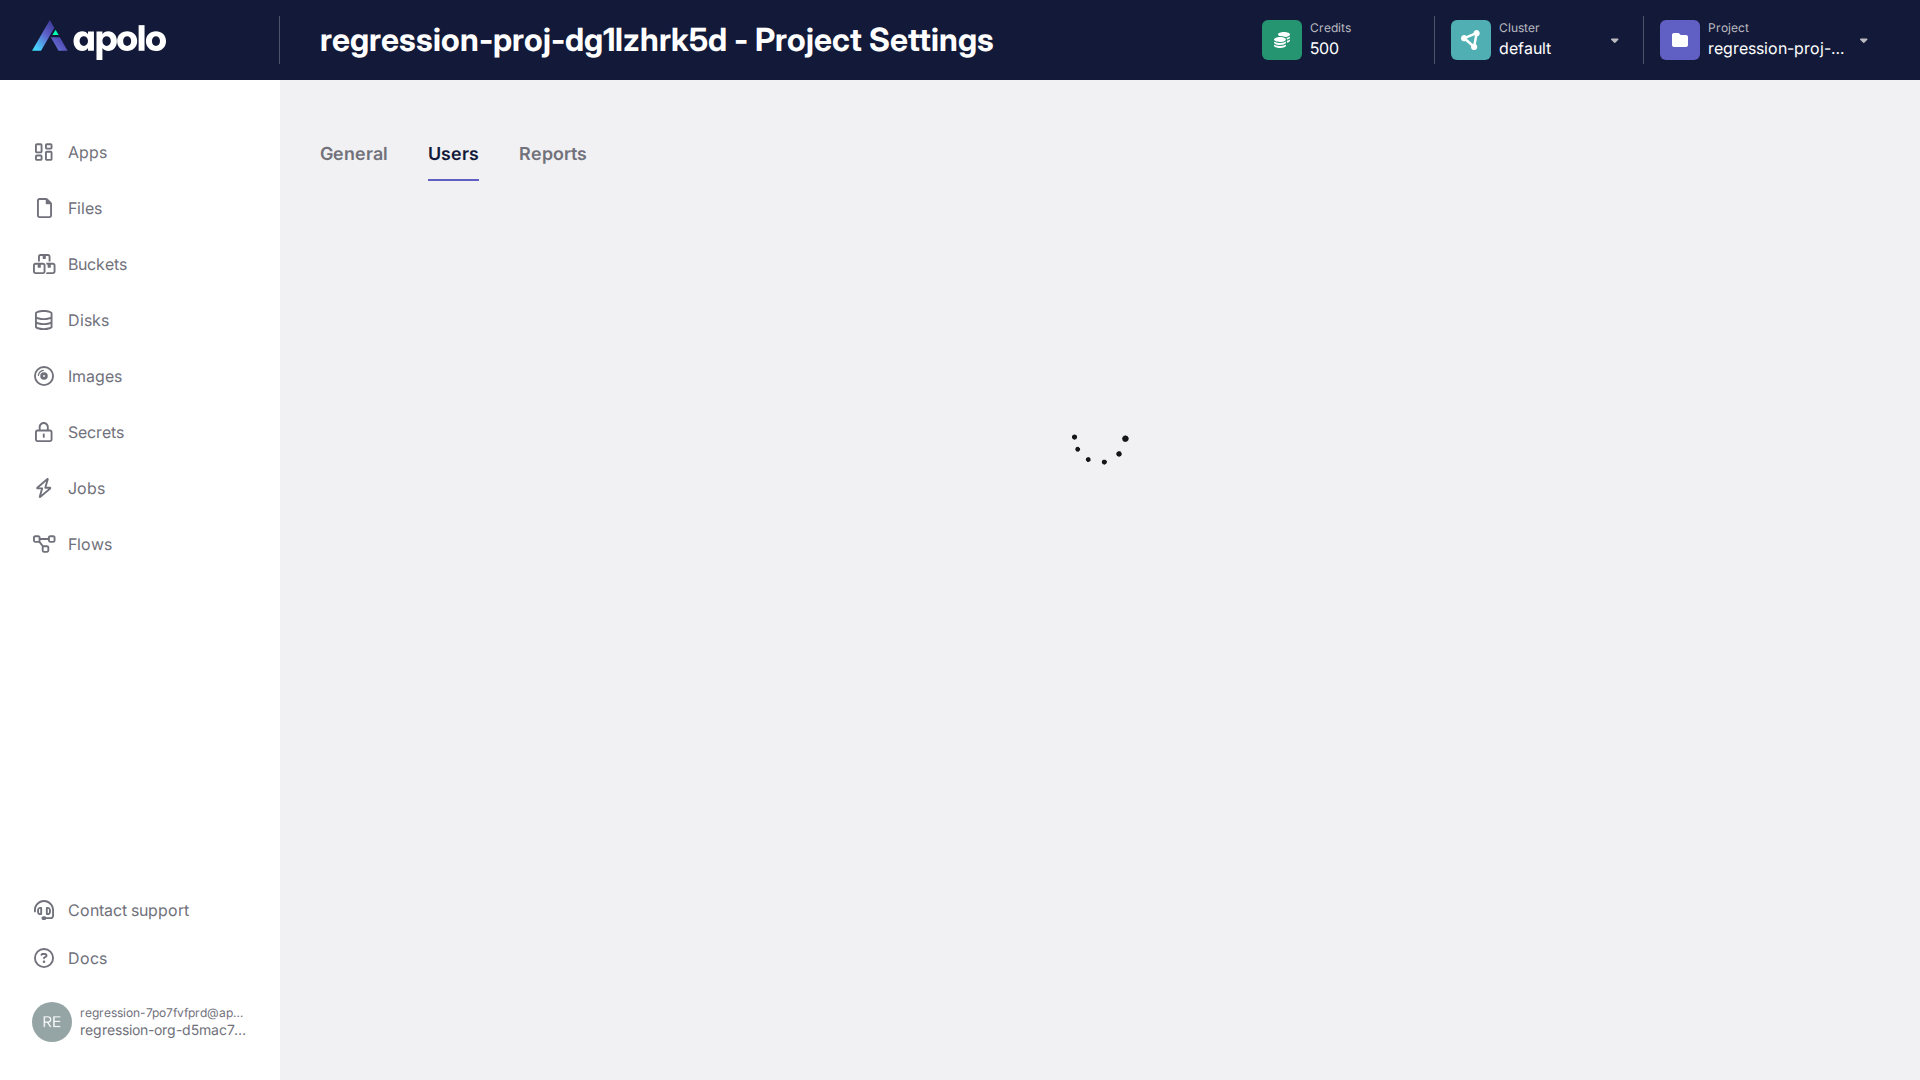 apolo
regression-proj-dg1lzhrk5d - Project Settings
Credits
500
Cluster
default
Project
regression-proj-...
Apps
Files
Buckets
Disks
Images
Secrets
Jobs
Flows
General
Users
Reports
Contact support
Docs
RE
regression-7po7fvfprd@ap...
regression-org-d5mac7...